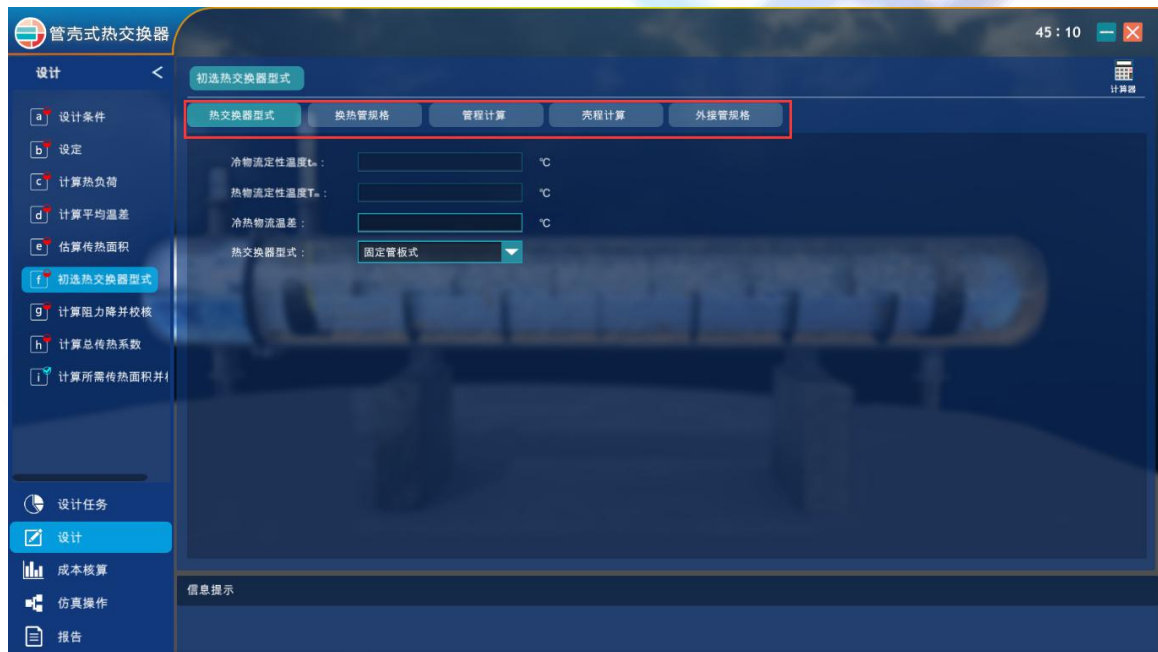 管壳式热交换器
45：10
设计 <
初选热交换器型式
计算器
热交换器型式 换热管规格 管程计算 壳程计算 外接管规格
a 设计条件
b 设定
c 计算热负荷
d 计算平均温差
e 估算传热面积
f 初选热交换器型式
g 计算阻力降并校核
h 计算总传热系数
i 计算所需传热面积并
冷物流定性温度tₘ： ℃
热物流定性温度Tₘ： ℃
冷热物流温差： ℃
热交换器型式： 固定管板式
设计任务
设计
成本核算
仿真操作
报告
信息提示